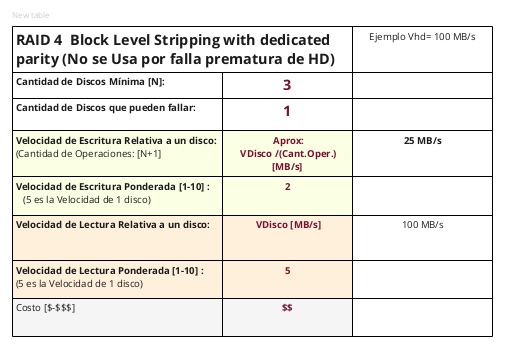 New table
RAID 4  Block Level Stripping with dedicated
parity (No se Usa por falla prematura de HD)
Ejemplo Vhd= 100 MB/s
Cantidad de Discos Mínima [N]:
3
Cantidad de Discos que pueden fallar:
1
Velocidad de Escritura Relativa a un disco:
(Cantidad de Operaciones: [N+1]
Aprox:
VDisco /(Cant.Oper.)
[MB/s]
25 MB/s
Velocidad de Escritura Ponderada [1-10] :
(5 es la Velocidad de 1 disco)
2
Velocidad de Lectura Relativa a un disco:
VDisco [MB/s]
100 MB/s
Velocidad de Lectura Ponderada [1-10] :
(5 es la Velocidad de 1 disco)
5
Costo [$-$$$]
$$